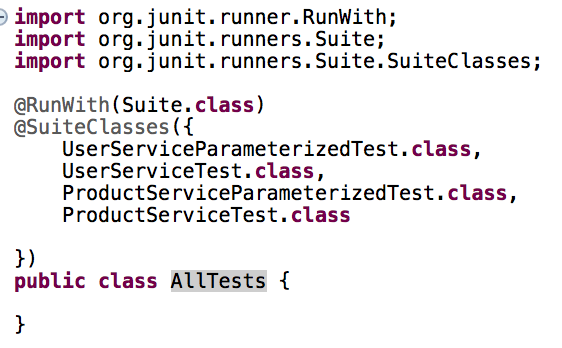 import org.junit.runner.RunWith;
import org.junit.runners.Suite;
import org.junit.runners.Suite.SuiteClasses;

@RunWith(Suite.class)
@SuiteClasses({
    UserServiceParameterizedTest.class,
    UserServiceTest.class,
    ProductServiceParameterizedTest.class,
    ProductServiceTest.class

})
public class AllTests {

}